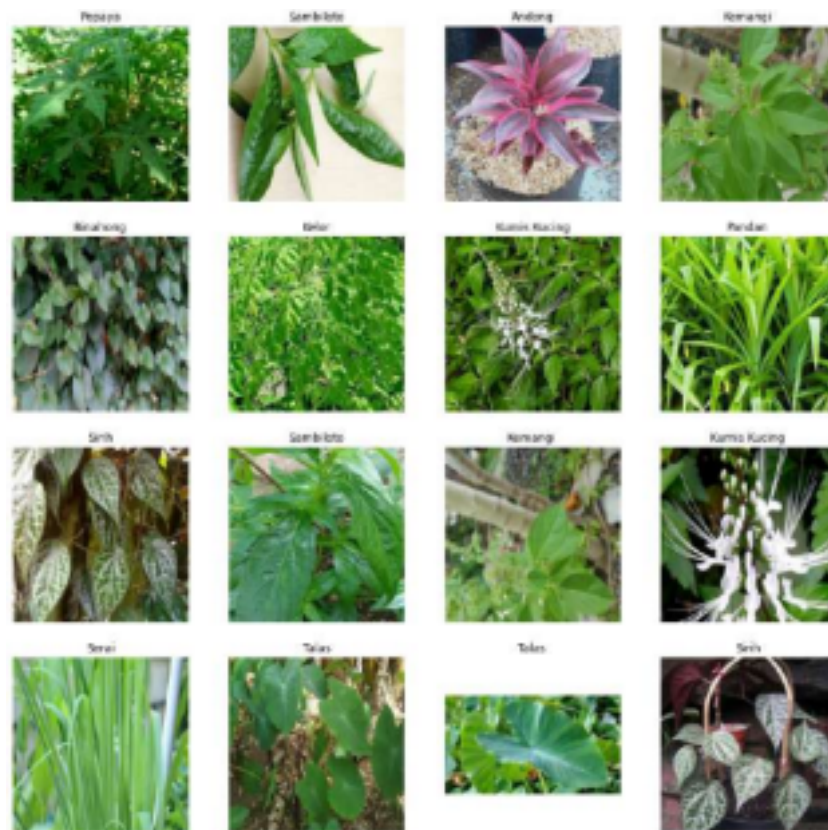 Pepaya Sambiloto Andong Kemangi
Binahong Kelor Kumis Kucing Pandan
Sirih Sambiloto Kemangi Kumis Kucing
Serai Talas Talas Sirih